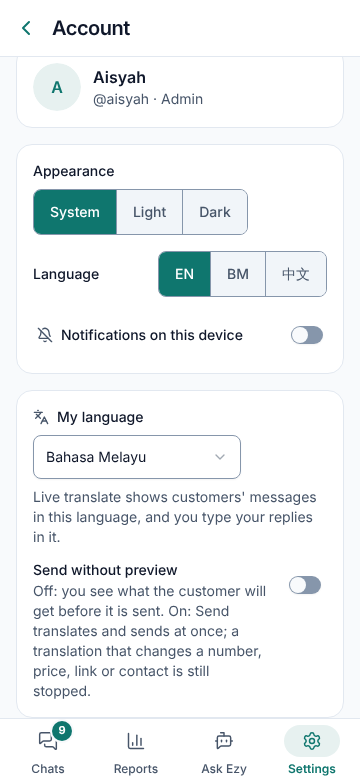 Account
A
Aisyah
@aisyah · Admin
Appearance
System Light Dark
Language EN BM 中文
Notifications on this device
My language
Bahasa Melayu
Live translate shows customers' messages
in this language, and you type your replies
in it.
Send without preview
Off: you see what the customer will
get before it is sent. On: Send
translates and sends at once; a
translation that changes a number,
price, link or contact is still
stopped.
9
Chats Reports Ask Ezy Settings